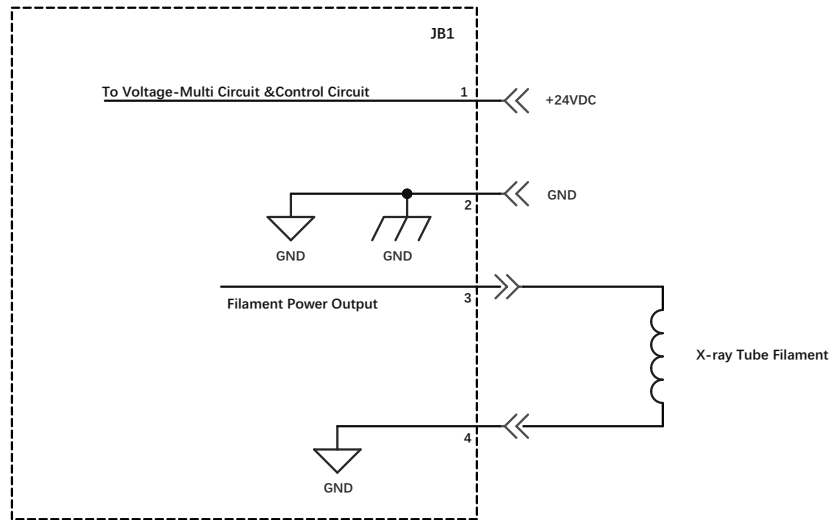 JB1
To Voltage-Multi Circuit &Control Circuit
1
+24VDC
2
GND
GND
GND
3
Filament Power Output
X-ray Tube Filament
4
GND